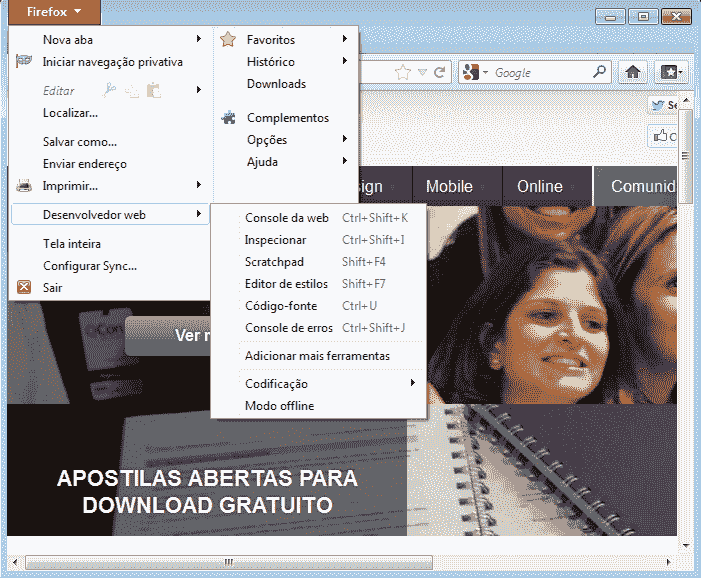 Firefox
Nova aba
Iniciar navegação privativa
Editar
Localizar...
Salvar como...
Enviar endereço
Imprimir...
Desenvolvedor web
Tela inteira
Configurar Sync...
Sair
Favoritos
Histórico
Downloads
Complementos
Opções
Ajuda
Google
Se
C
sign
Mobile
Online
Comunid
Console da web Ctrl+Shift+K
Inspecionar Ctrl+Shift+I
Scratchpad Shift+F4
Editor de estilos Shift+F7
Código-fonte Ctrl+U
Console de erros Ctrl+Shift+J
Adicionar mais ferramentas
Codificação
Modo offline
Ver
APOSTILAS ABERTAS PARA
DOWNLOAD GRATUITO